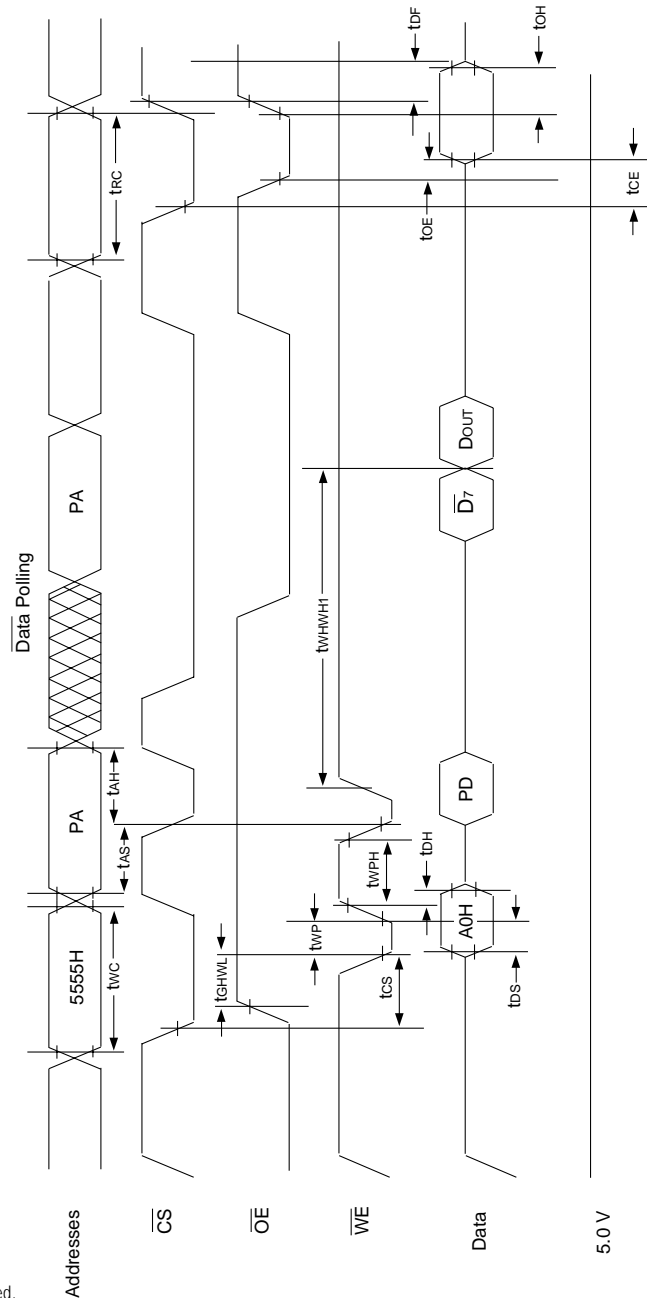 Data Polling
Addresses
5555H
PA
PA
tWC
tAS
tAH
tRC
CS
OE
tGHWL
WE
tWP
tCS
tWPH
tWHWH1
tDH
tDF
tOE
Data
A0H
PD
D7
DOUT
tDS
tOH
tCE
5.0 V
ed.